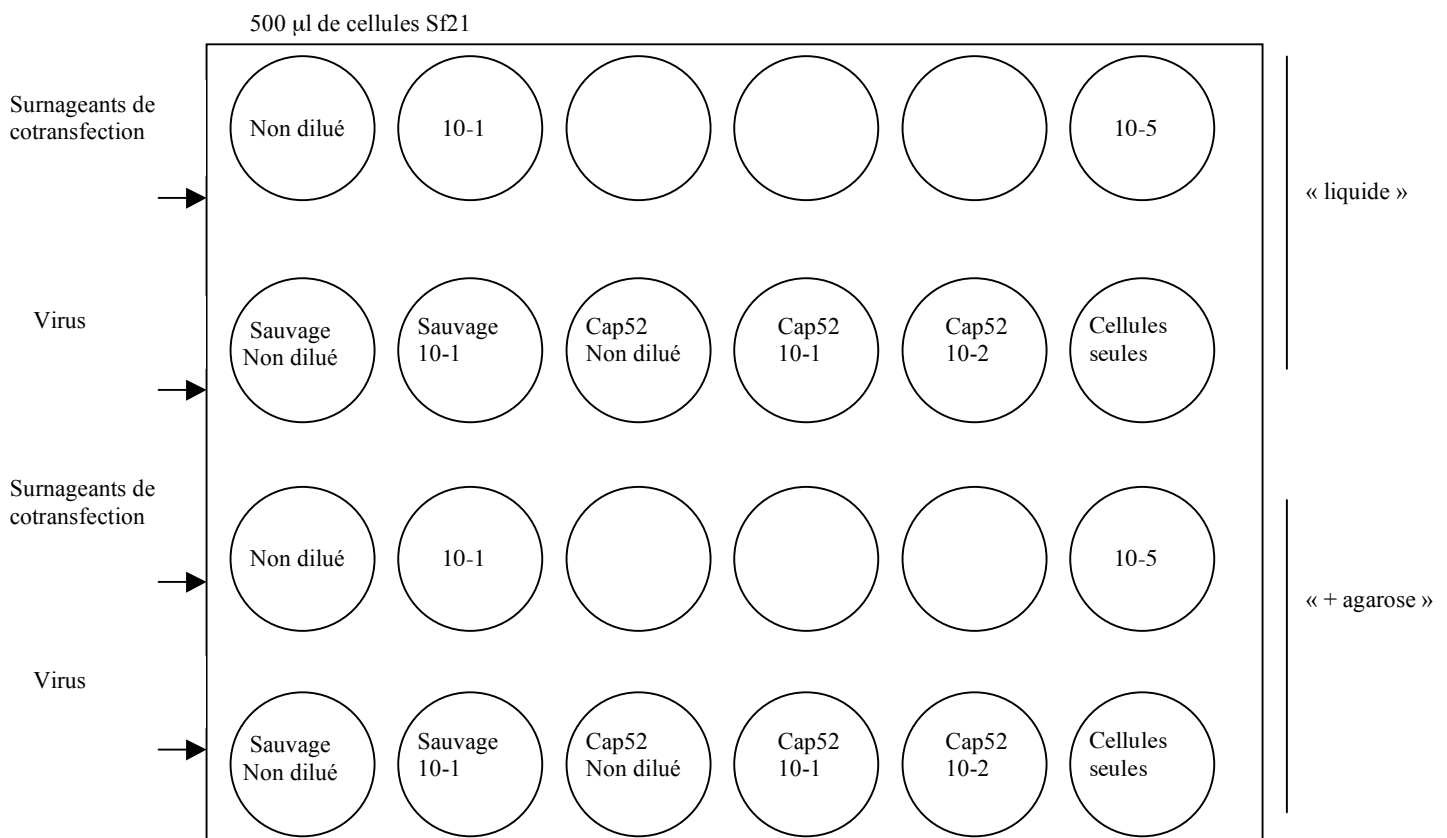 500 µl de cellules Sf21
Surnageants de
cotransfection
Non dilué
10-1
10-5
« liquide »
Virus
Sauvage
Non dilué
Sauvage
10-1
Cap52
Non dilué
Cap52
10-1
Cap52
10-2
Cellules
seules
Surnageants de
cotransfection
Non dilué
10-1
10-5
« + agarose »
Virus
Sauvage
Non dilué
Sauvage
10-1
Cap52
Non dilué
Cap52
10-1
Cap52
10-2
Cellules
seules